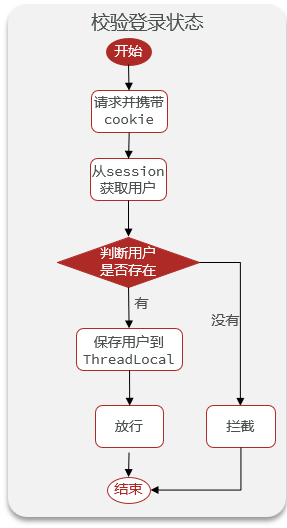 校验登录状态
开始
请求并携带
cookie
从session
获取用户
判断用户
是否存在
有
没有
保存用户到
ThreadLocal
放行
拦截
结束